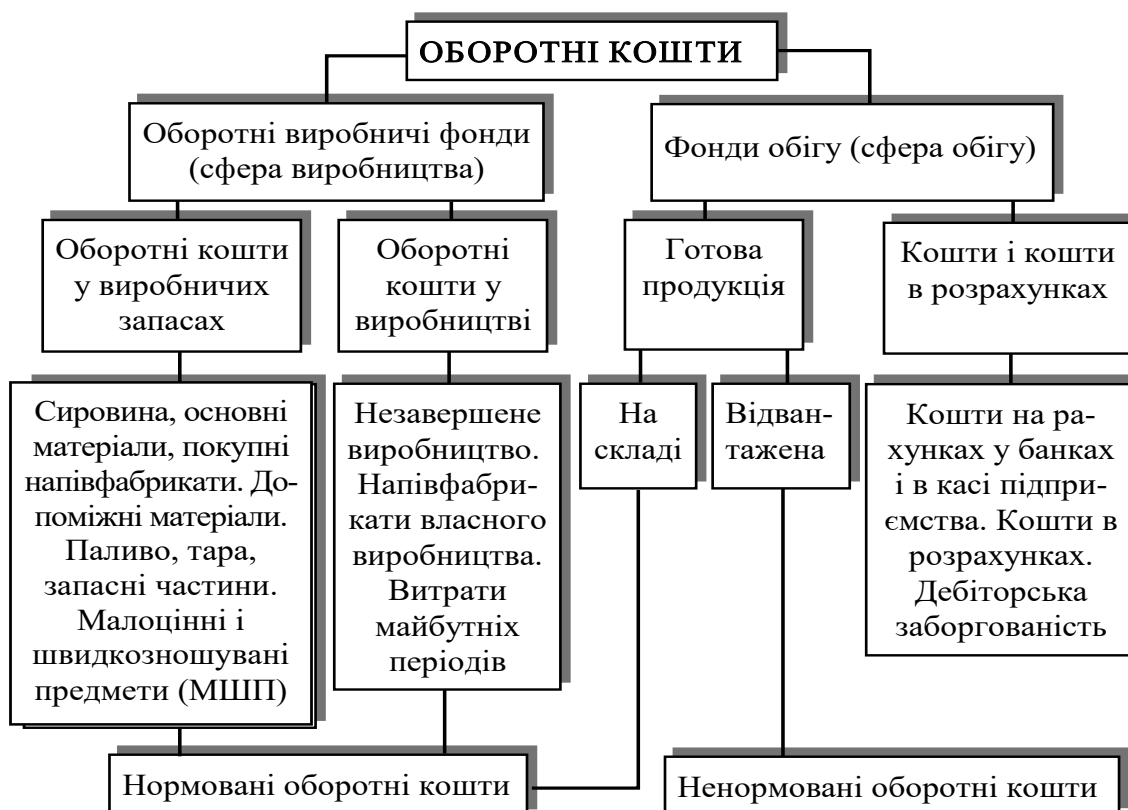 ОБОРОТНІ КОШТИ
Оборотні виробничі фонди
(сфера виробництва)
Фонди обігу (сфера обігу)
Оборотні кошти
у виробничих
запасах
Оборотні
кошти у
виробництві
Готова
продукція
Кошти і кошти
в розрахунках
Сировина, основні
матеріали, покупні
напівфабрикати. До-
поміжні матеріали.
Паливо, тара,
запасні частини.
Малоцінні і
швидкозношувані
предмети (МШП)
Незавершене
виробництво.
Напівфабри-
кати власного
виробництва.
Витрати
майбутніх
періодів
На
складі
Відван-
тажена
Кошти на ра-
хунках у банках
і в касі підпри-
ємства. Кошти в
розрахунках.
Дебіторська
заборгованість
Нормовані оборотні кошти
Ненормовані оборотні кошти